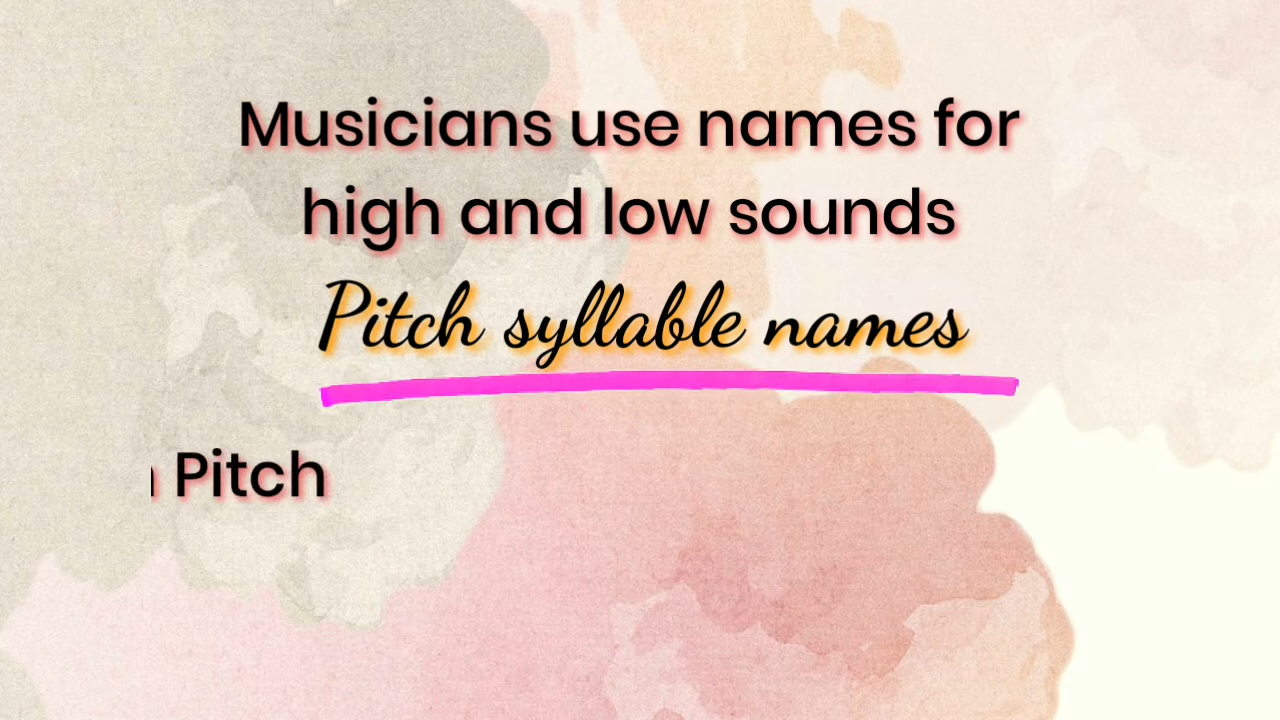 Musicians use names for
high and low sounds
Pitch syllable names
Pitch